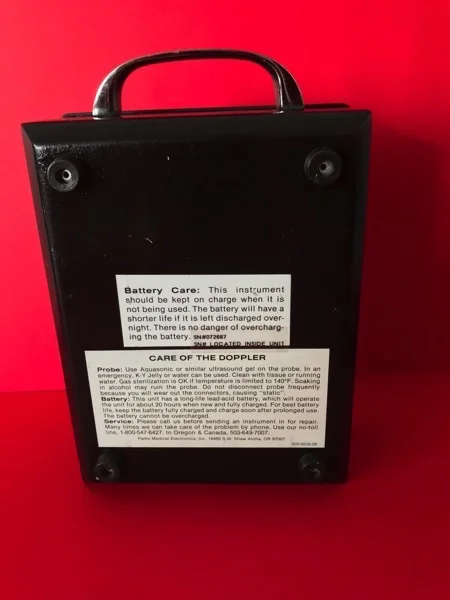 Battery Care: This instrument
should be kept on charge when it is
not being used. The battery will have a
shorter life if it is left discharged over-
night. There is no danger of overcharg-
ing the battery. SN#072667
SN# LOCATED INSIDE UNIT
CARE OF THE DOPPLER
Probe: Use Aquasonic or similar ultrasound gel on the probe. In an
emergency, K-Y Jelly or water can be used. Clean with tissue or running
water. Gas sterilization is OK if temperature is limited to 140°F. Soaking
in alcohol may ruin the probe. Do not disconnect probe frequently
because you will wear out the connectors, causing "static".
Battery: This unit has a long-life lead-acid battery, which will operate
the unit for about 20 hours when new and fully charged. For best battery
life, keep the battery fully charged and charge soon after prolonged use.
The battery cannot be overcharged.
Service: Please call us before sending an instrument in for repair.
Many times we can take care of the problem by phone. Use our no-toll
line, 1-800-547-6427. In Oregon & Canada, 503-649-7007.
Parks Medical Electronics, Inc. 19460 S.W. Shaw Aloha, OR 97007